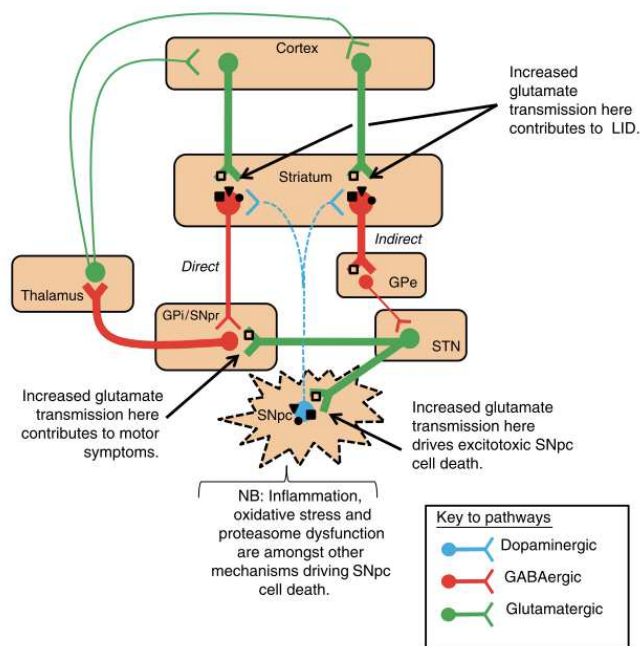 Cortex
Increased
glutamate
transmission here
contributes to LID.
Striatum
Direct
Indirect
Thalamus
GPe
GPi/SNpr
STN
Increased glutamate
transmission here
contributes to motor
symptoms.
SNpc
Increased glutamate
transmission here
drives excitotoxic SNpc
cell death.
NB: Inflammation,
oxidative stress and
proteasome dysfunction
are amongst other
mechanisms driving SNpc
cell death.
Key to pathways
Dopaminergic
GABAergic
Glutamatergic